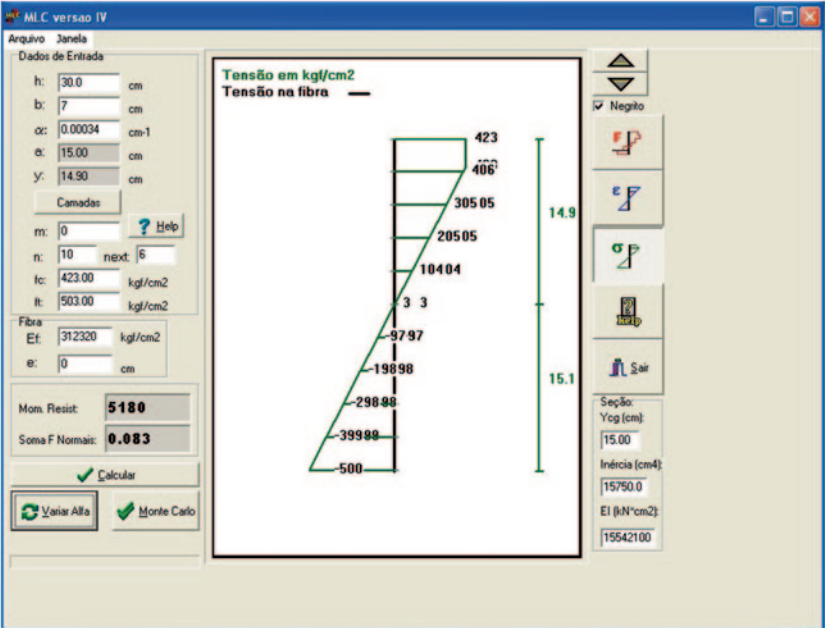 MLC versao IV
Arquivo Janela
Dados de Entrada
h: 30.0 cm
b: 7 cm
α: 0.00034 cm-1
a: 15.00 cm
y: 14.90 cm
Camadas
m: 0 Help
n: 10 next: 6
fc: 423.00 kgf/cm2
ft: 503.00 kgf/cm2
Fibra
Ef: 312320 kgf/cm2
e: 0 cm
Mom. Resist: 5180
Soma F Normais: 0.083
Calcular
Variar Alfa Monte Carlo
Tensão em kgf/cm2
Tensão na fibra
423
406
30505
20505
10404
3 3
-9797
-19898
-29898
-39998
-500
14.9
15.1
Negrito
F
ε
σ
Help
Sair
Seção:
Ycg (cm):
15.00
Inércia (cm4):
15750.0
EI (kN*cm2):
15542100